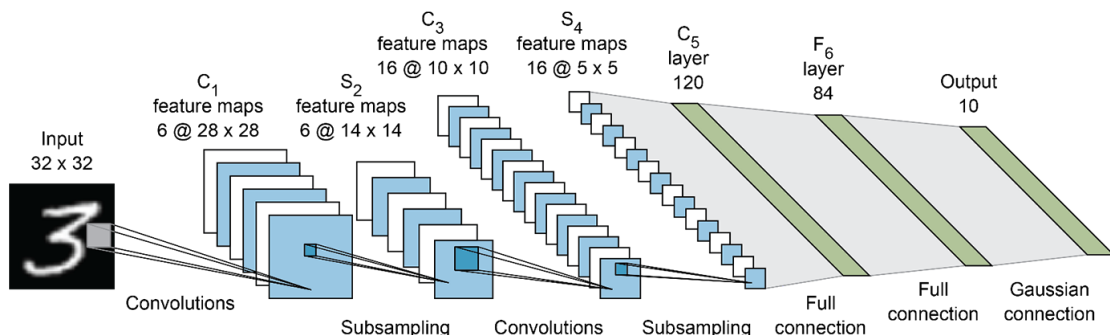 Input
32 x 32
C1
feature maps
6 @ 28 x 28
S2
feature maps
6 @ 14 x 14
C3
feature maps
16 @ 10 x 10
S4
feature maps
16 @ 5 x 5
C5
layer
120
F6
layer
84
Output
10
3
Convolutions
Subsampling
Convolutions
Subsampling
Full
connection
Full
connection
Gaussian
connection